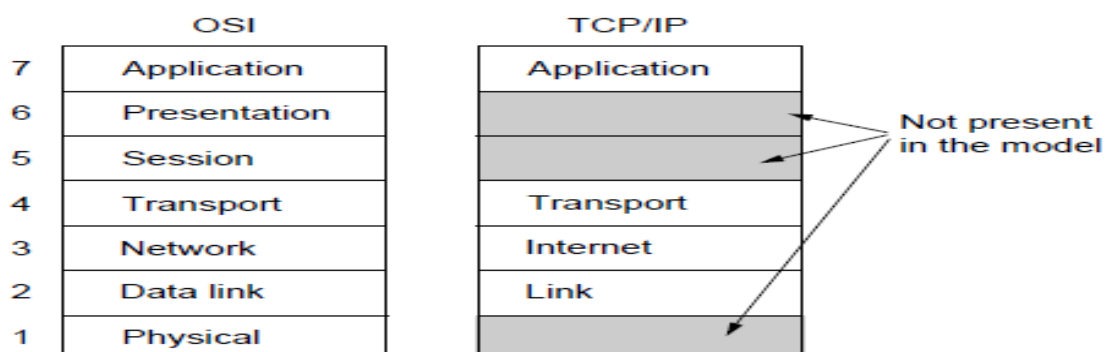 OSI TCP/IP
7 Application Application
6 Presentation
5 Session
4 Transport Transport
3 Network Internet
2 Data link Link
1 Physical
Not present
in the model